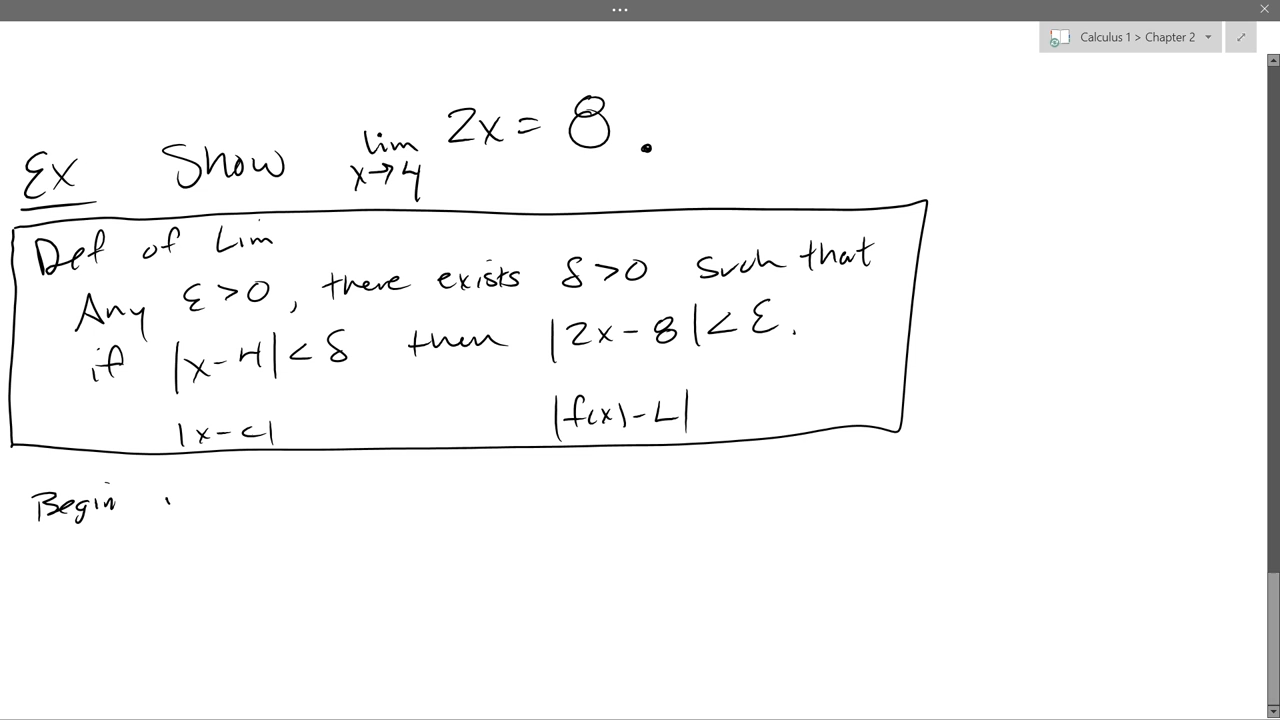 Calculus 1 > Chapter 2
Ex Show lim x→4 2x = 8.
Def of Lim
Any ε > 0, there exists δ > 0 such that
if |x-4| < δ then |2x-8| < ε.
|x-c| |f(x)-L|
Begin